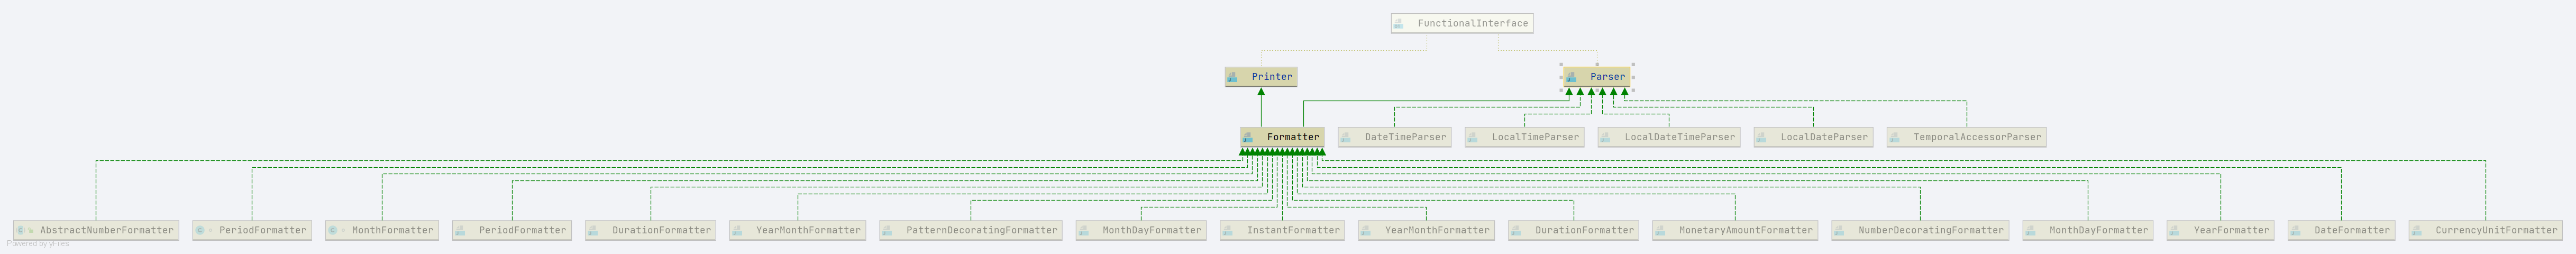 FunctionalInterface
Printer
Parser
Formatter
DateTimeParser
LocalTimeParser
LocalDateTimeParser
LocalDateParser
TemporalAccessorParser
AbstractNumberFormatter
PeriodFormatter
MonthFormatter
PeriodFormatter
DurationFormatter
YearMonthFormatter
PatternDecoratingFormatter
MonthDayFormatter
InstantFormatter
YearMonthFormatter
DurationFormatter
MonetaryAmountFormatter
NumberDecoratingFormatter
MonthDayFormatter
YearFormatter
DateFormatter
CurrencyUnitFormatter
Powered by yFiles